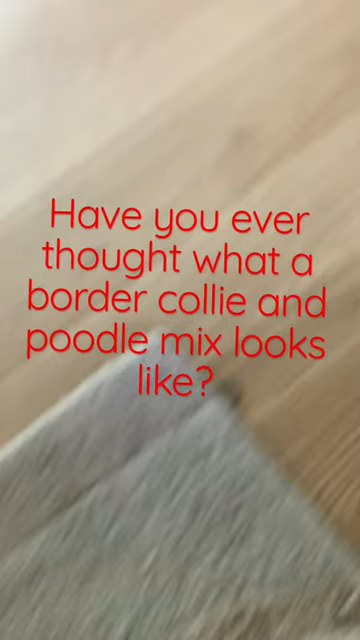 Have you ever
thought what a
border collie and
poodle mix looks
like?